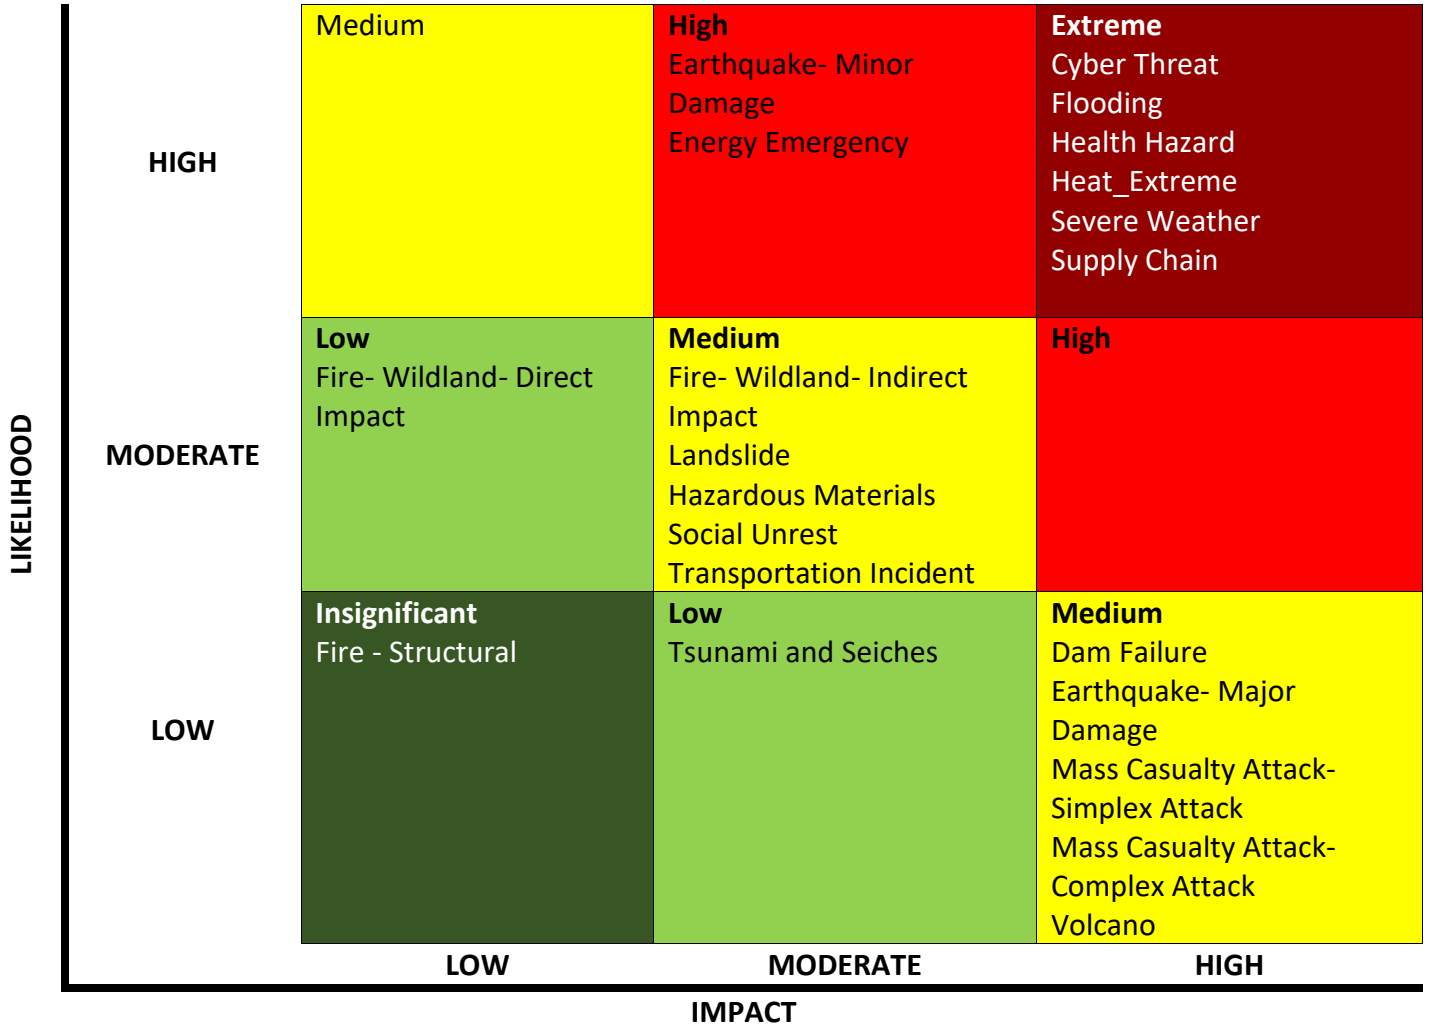 LIKELIHOOD
HIGH
Medium
High
Earthquake- Minor
Damage
Energy Emergency
Extreme
Cyber Threat
Flooding
Health Hazard
Heat_Extreme
Severe Weather
Supply Chain
MODERATE
Low
Fire- Wildland- Direct
Impact
Medium
Fire- Wildland- Indirect
Impact
Landslide
Hazardous Materials
Social Unrest
Transportation Incident
High
LOW
Insignificant
Fire - Structural
Low
Tsunami and Seiches
Medium
Dam Failure
Earthquake- Major
Damage
Mass Casualty Attack-
Simplex Attack
Mass Casualty Attack-
Complex Attack
Volcano
LOW
MODERATE
HIGH
IMPACT